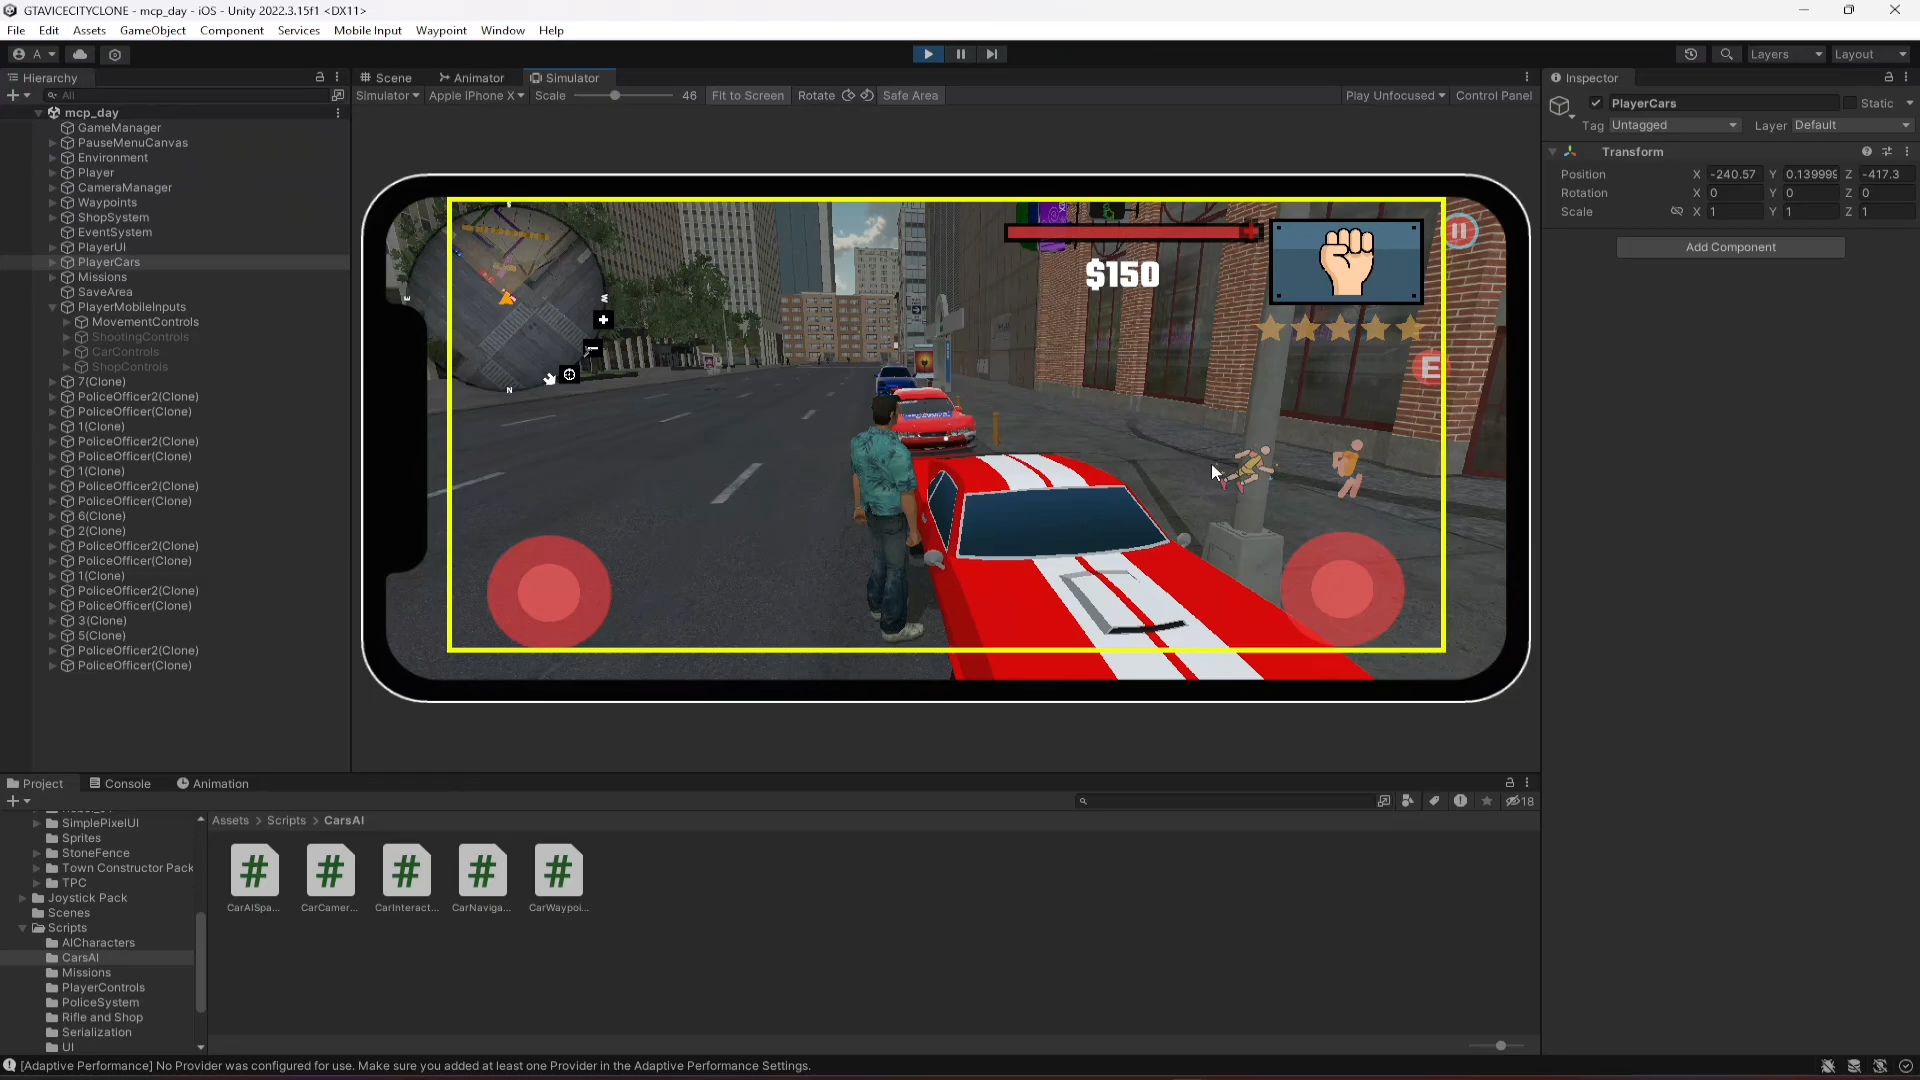 GTAVICECITYCLONE - mcp_day - iOS - Unity 2022.3.15f1 <DX11>
File Edit Assets GameObject Component Services Mobile Input Waypoint Window Help
A Layers Layout
Hierarchy Scene Animator Simulator Inspector
All Simulator Apple iPhone X Scale 46 Fit to Screen Rotate Safe Area Play Unfocused Control Panel
PlayerCars Static
Tag Untagged Layer Default
Transform
Position X -240.57 Y 0.139999 Z -417.3
Rotation X 0 Y 0 Z 0
Scale X 1 Y 1 Z 1
Add Component
mcp_day
GameManager
PauseMenuCanvas
Environment
Player
CameraManager
Waypoints
ShopSystem
EventSystem
PlayerUI
PlayerCars
Missions
SaveArea
PlayerMobileInputs
MovementControls
ShootingControls
CarControls
ShopControls
7(Clone)
PoliceOfficer2(Clone)
PoliceOfficer(Clone)
1(Clone)
PoliceOfficer2(Clone)
PoliceOfficer(Clone)
1(Clone)
PoliceOfficer2(Clone)
PoliceOfficer(Clone)
6(Clone)
2(Clone)
PoliceOfficer2(Clone)
PoliceOfficer(Clone)
1(Clone)
PoliceOfficer2(Clone)
PoliceOfficer(Clone)
3(Clone)
5(Clone)
PoliceOfficer2(Clone)
PoliceOfficer(Clone)
S
E
W
N
$150
E
Project Console Animation
18
SimplePixelUI
Sprites
StoneFence
Town Constructor Pack
TPC
Joystick Pack
Scenes
Scripts
AICharacters
CarsAI
Missions
PlayerControls
PoliceSystem
Rifle and Shop
Serialization
UI
Assets > Scripts > CarsAI
CarAISpa... CarCamer... CarInteract... CarNaviga... CarWaypoi...
[Adaptive Performance] No Provider was configured for use. Make sure you added at least one Provider in the Adaptive Performance Settings.